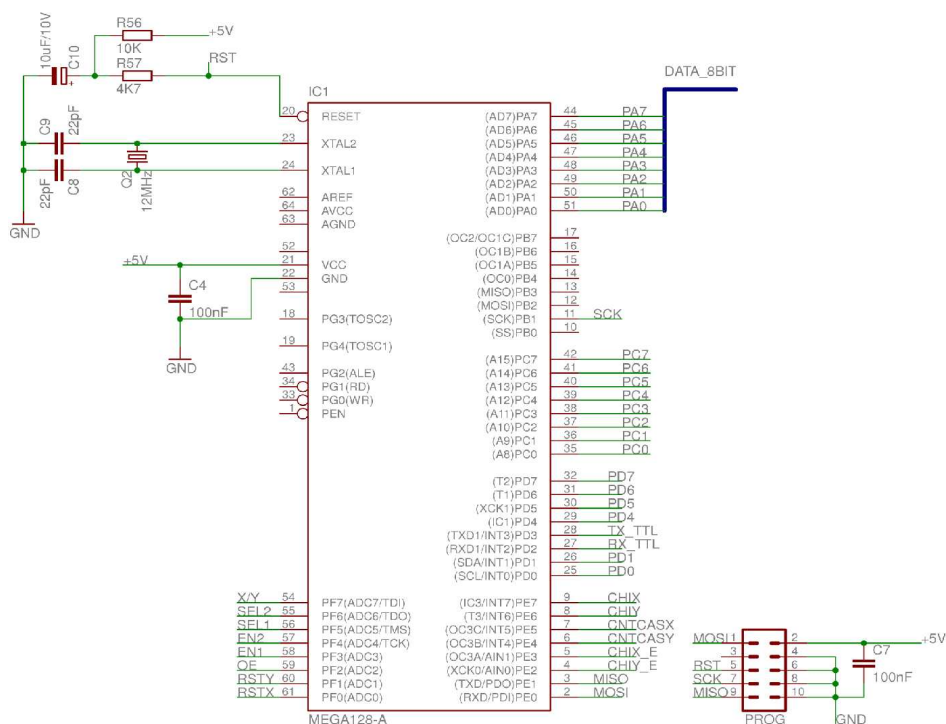 10uF/10V
C10
R56
10K
+5V
R57
4K7
RST
DATA_8BIT
IC1
C9
22pF
22pF
C8
Q2
12MHz
GND
20 RESET
23 XTAL2
24 XTAL1
62 AREF
64 AVCC
63 AGND
52
21 VCC
22 GND
53
18 PG3(TOSC2)
19 PG4(TOSC1)
43 PG2(ALE)
34 PG1(RD)
33 PG0(WR)
1 PEN
+5V
C4
100nF
GND
X/Y 54 PF7(ADC7/TDI)
SEL2 55 PF6(ADC6/TDO)
SEL1 56 PF5(ADC5/TMS)
EN2 57 PF4(ADC4/TCK)
EN1 58 PF3(ADC3)
OE 59 PF2(ADC2)
RSTY 60 PF1(ADC1)
RSTX 61 PF0(ADC0)
(AD7)PA7 44 PA7
(AD6)PA6 45 PA6
(AD5)PA5 46 PA5
(AD4)PA4 47 PA4
(AD3)PA3 48 PA3
(AD2)PA2 49 PA2
(AD1)PA1 50 PA1
(AD0)PA0 51 PA0
(OC2/OC1C)PB7 17
(OC1B)PB6 16
(OC1A)PB5 15
(OC0)PB4 14
(MISO)PB3 13
(MOSI)PB2 12
(SCK)PB1 11 SCK
(SS)PB0 10
(A15)PC7 42 PC7
(A14)PC6 41 PC6
(A13)PC5 40 PC5
(A12)PC4 39 PC4
(A11)PC3 38 PC3
(A10)PC2 37 PC2
(A9)PC1 36 PC1
(A8)PC0 35 PC0
(T2)PD7 32 PD7
(T1)PD6 31 PD6
(XCK1)PD5 30 PD5
(IC1)PD4 29 PD4
(TXD1/INT3)PD3 28 TX_TTL
(RXD1/INT2)PD2 27 RX_TTL
(SDA/INT1)PD1 26 PD1
(SCL/INT0)PD0 25 PD0
(IC3/INT7)PE7 9 CHIX
(T3/INT6)PE6 8 CHIY
(OC3C/INT5)PE5 7 CNTCASX
(OC3B/INT4)PE4 6 CNTCASY
(OC3A/AIN1)PE3 5 CHIX_E
(XCK0/AIN0)PE2 4 CHIY_E
(TXD/PDO)PE1 3 MISO
(RXD/PDI)PE0 2 MOSI
MEGA128-A
MOSI 1 2 +5V
3 4
RST 5 6
SCK 7 8
MISO 9 10
C7
100nF
PROG
GND